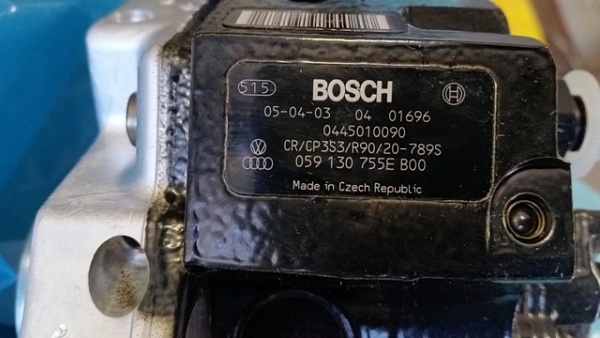 515 BOSCH
05-04-03 04 01696
0445010090
CR/CP3S3/R90/20-789S
059 130 755E B00
Made in Czech Republic